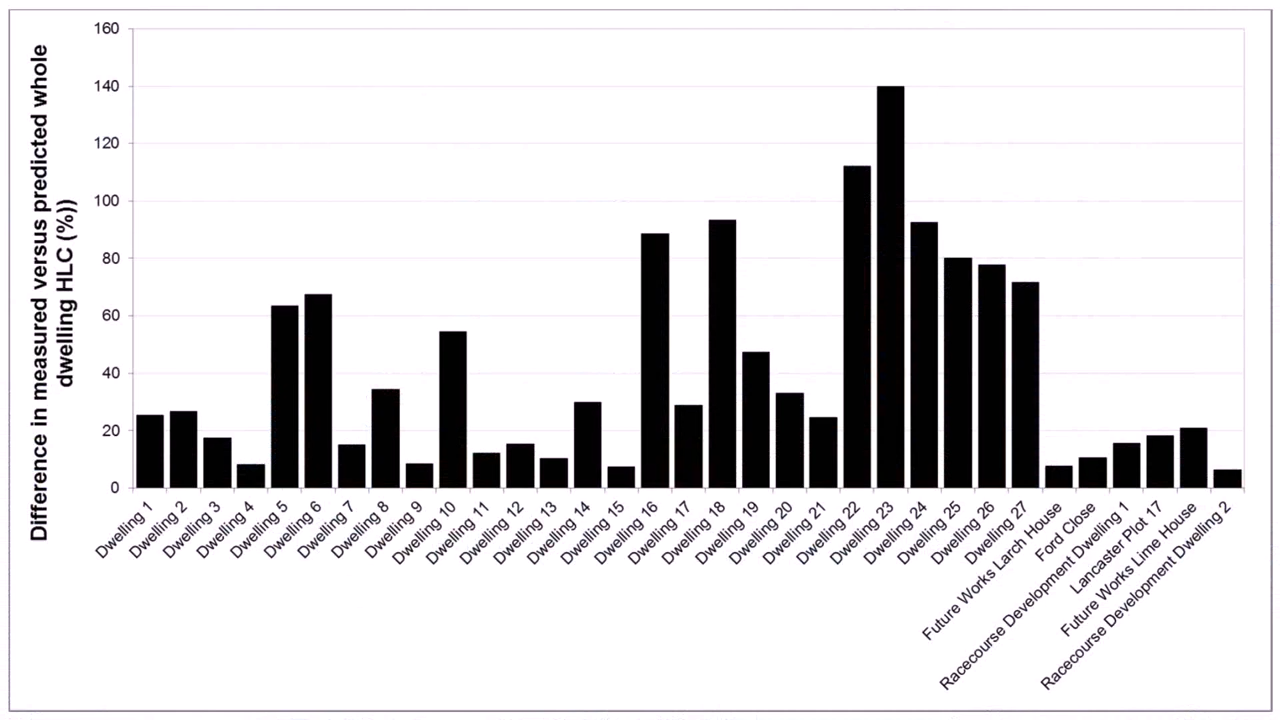 Difference in measured versus predicted whole
dwelling HLC (%))
160
140
120
100
80
60
40
20
0
Dwelling 1
Dwelling 2
Dwelling 3
Dwelling 4
Dwelling 5
Dwelling 6
Dwelling 7
Dwelling 8
Dwelling 9
Dwelling 10
Dwelling 11
Dwelling 12
Dwelling 13
Dwelling 14
Dwelling 15
Dwelling 16
Dwelling 17
Dwelling 18
Dwelling 19
Dwelling 20
Dwelling 21
Dwelling 22
Dwelling 23
Dwelling 24
Dwelling 25
Dwelling 26
Dwelling 27
Future Works Larch House
Ford Close
Racecourse Development Dwelling 1
Lancaster Plot 17
Future Works Lime House
Racecourse Development Dwelling 2